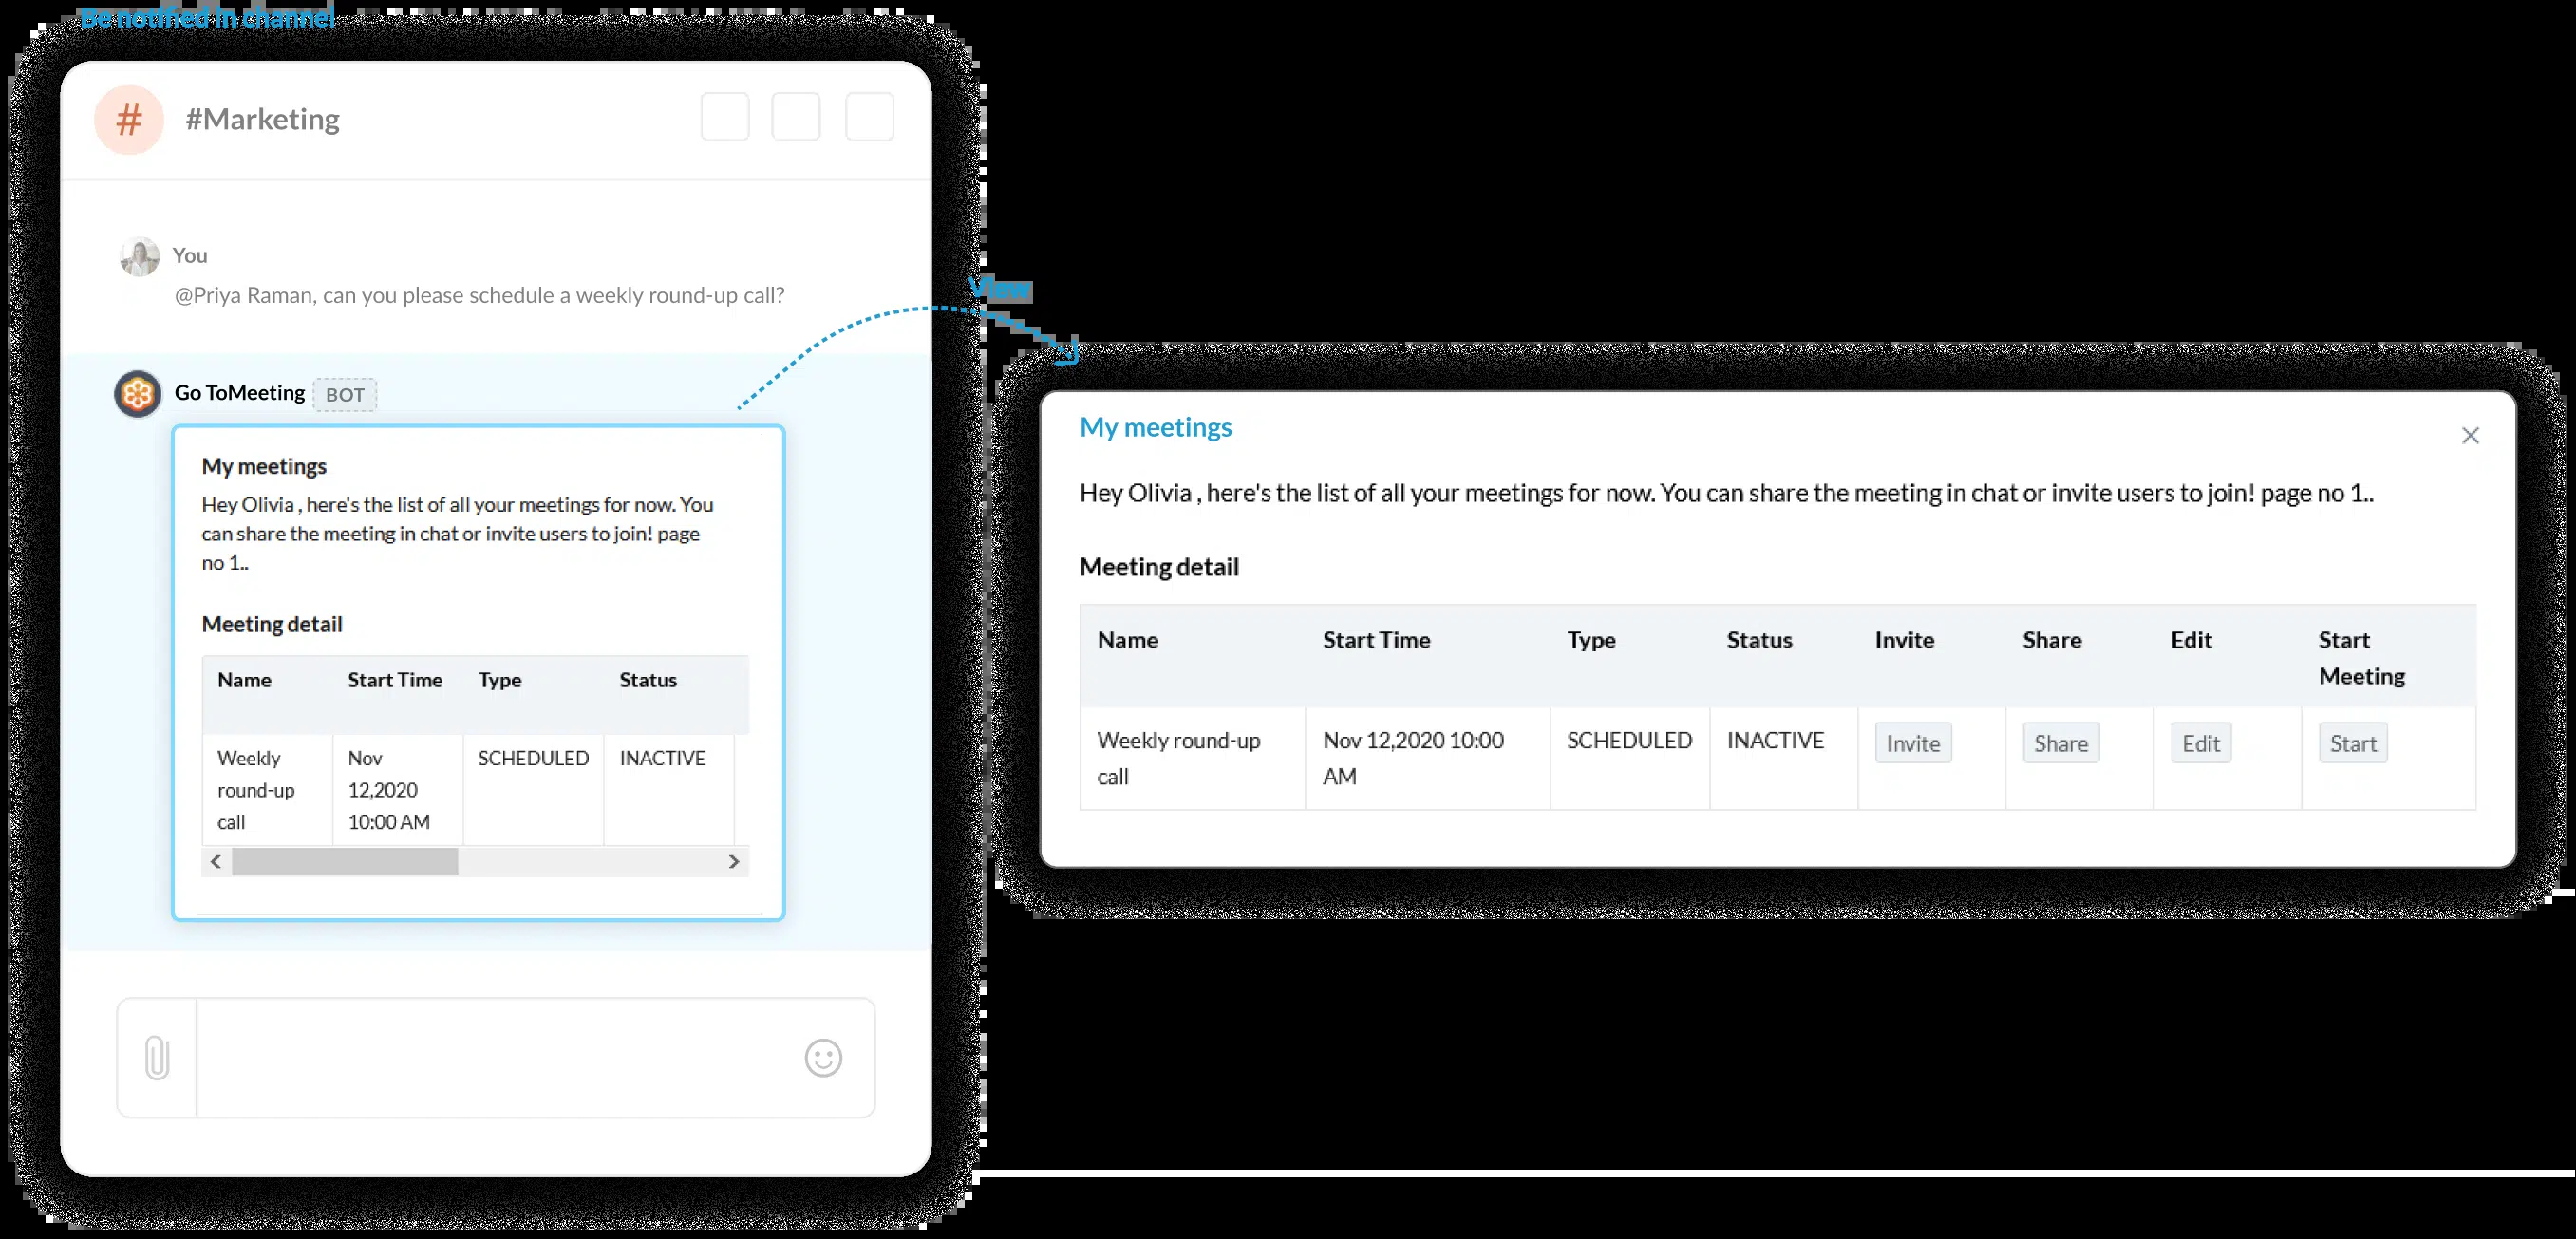 Be notified in channel
# #Marketing
You
@Priya Raman, can you please schedule a weekly round-up call?
View
Go ToMeeting BOT
My meetings
Hey Olivia , here's the list of all your meetings for now. You
can share the meeting in chat or invite users to join! page
no 1..
Meeting detail
Name Start Time Type Status
Weekly Nov SCHEDULED INACTIVE
round-up 12,2020
call 10:00 AM
My meetings
Hey Olivia , here's the list of all your meetings for now. You can share the meeting in chat or invite users to join! page no 1..
Meeting detail
Name Start Time Type Status Invite Share Edit Start
Meeting
Weekly round-up Nov 12,2020 10:00 SCHEDULED INACTIVE Invite Share Edit Start
call AM